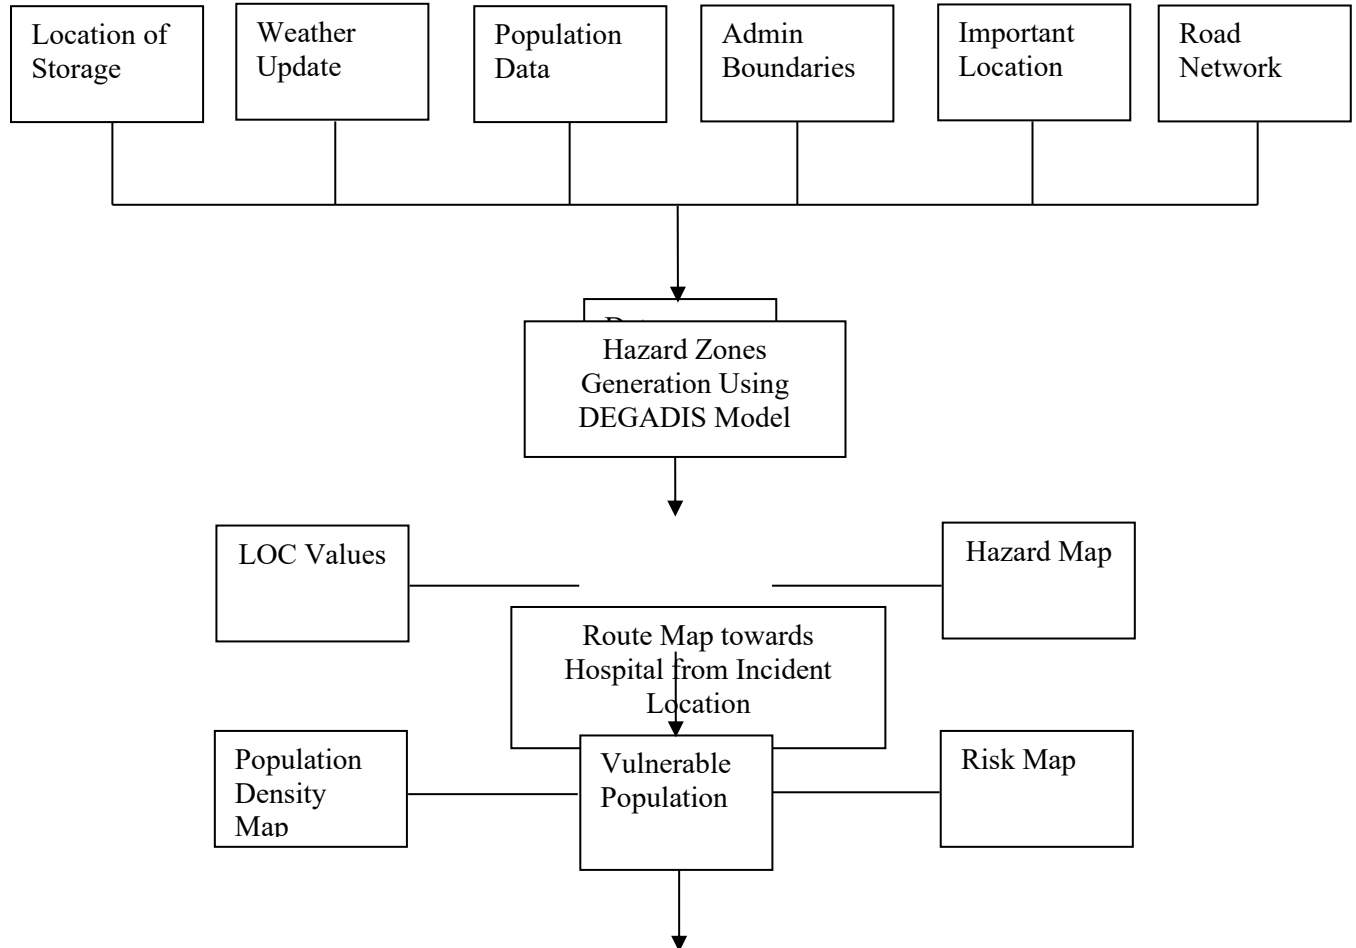 Location of
Storage
Weather
Update
Population
Data
Admin
Boundaries
Important
Location
Road
Network
Hazard Zones
Generation Using
DEGADIS Model
LOC Values
Hazard Map
Route Map towards
Hospital from Incident
Location
Population
Density
Map
Vulnerable
Population
Risk Map